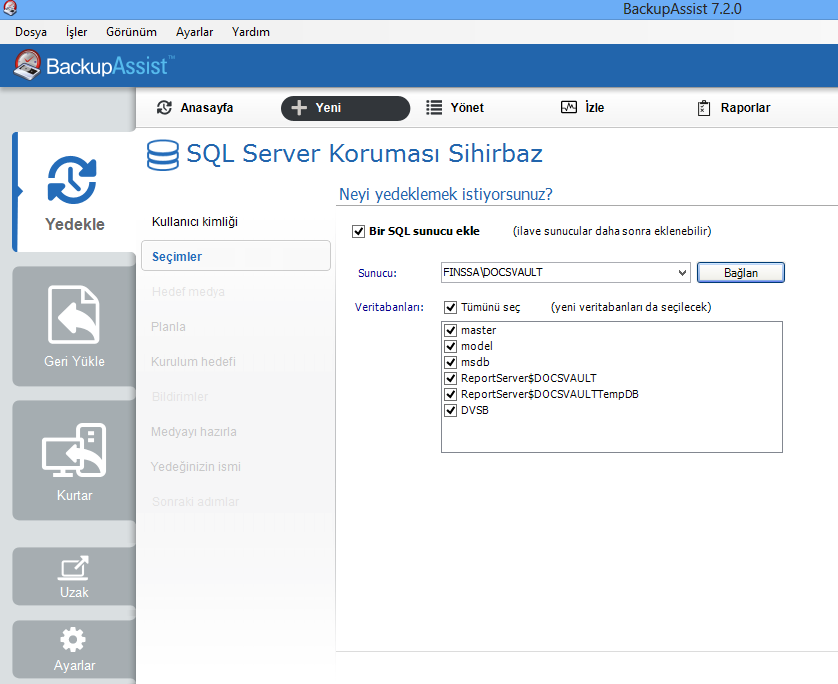 BackupAssist 7.2.0
Dosya İşler Görünüm Ayarlar Yardım
BackupAssist™
Anasayfa Yeni Yönet İzle Raporlar
SQL Server Koruması Sihirbaz
Neyi yedeklemek istiyorsunuz?
Yedekle
Geri Yükle
Kurtar
Uzak
Ayarlar
Kullanıcı kimliği
Seçimler
Hedef medya
Planla
Kurulum hedefi
Bildirimler
Medyayı hazırla
Yedeğinizin ismi
Sonraki adımlar
Bir SQL sunucu ekle (ilave sunucular daha sonra eklenebilir)
Sunucu: FINSSA\DOCSVAULT Bağlan
Veritabanları: Tümünü seç (yeni veritabanları da seçilecek)
master
model
msdb
ReportServer$DOCSVAULT
ReportServer$DOCSVAULTTempDB
DVSB